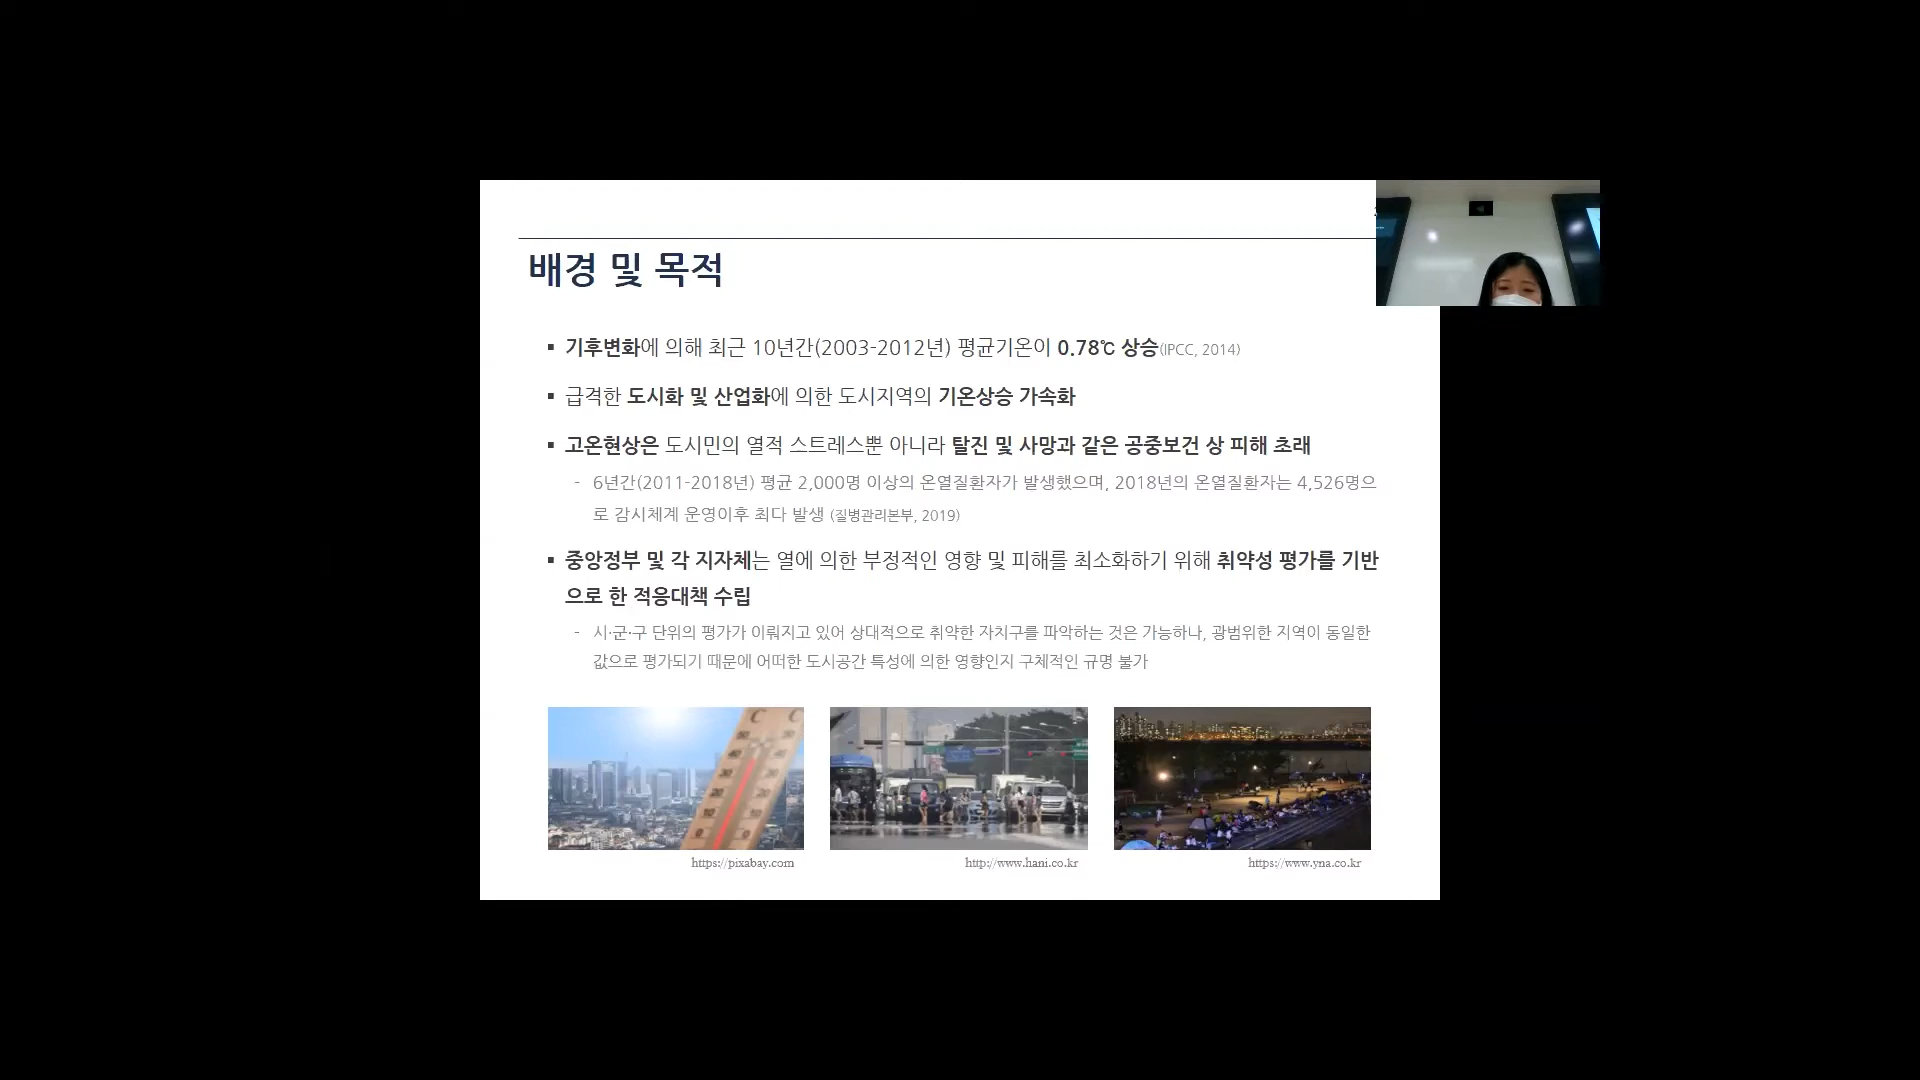 배경 및 목적
▪ 기후변화에 의해 최근 10년간(2003-2012년) 평균기온이 0.78℃ 상승(IPCC, 2014)
▪ 급격한 도시화 및 산업화에 의한 도시지역의 기온상승 가속화
▪ 고온현상은 도시민의 열적 스트레스뿐 아니라 탈진 및 사망과 같은 공중보건 상 피해 초래
- 6년간(2011-2018년) 평균 2,000명 이상의 온열질환자가 발생했으며, 2018년의 온열질환자는 4,526명으
로 감시체계 운영이후 최다 발생 (질병관리본부, 2019)
▪ 중앙정부 및 각 지자체는 열에 의한 부정적인 영향 및 피해를 최소화하기 위해 취약성 평가를 기반
으로 한 적응대책 수립
- 시·군·구 단위의 평가가 이뤄지고 있어 상대적으로 취약한 자치구를 파악하는 것은 가능하나, 광범위한 지역이 동일한
값으로 평가되기 때문에 어떠한 도시공간 특성에 의한 영향인지 구체적인 규명 불가
https://pixabay.com
http://www.hani.co.kr
https://www.yna.co.kr